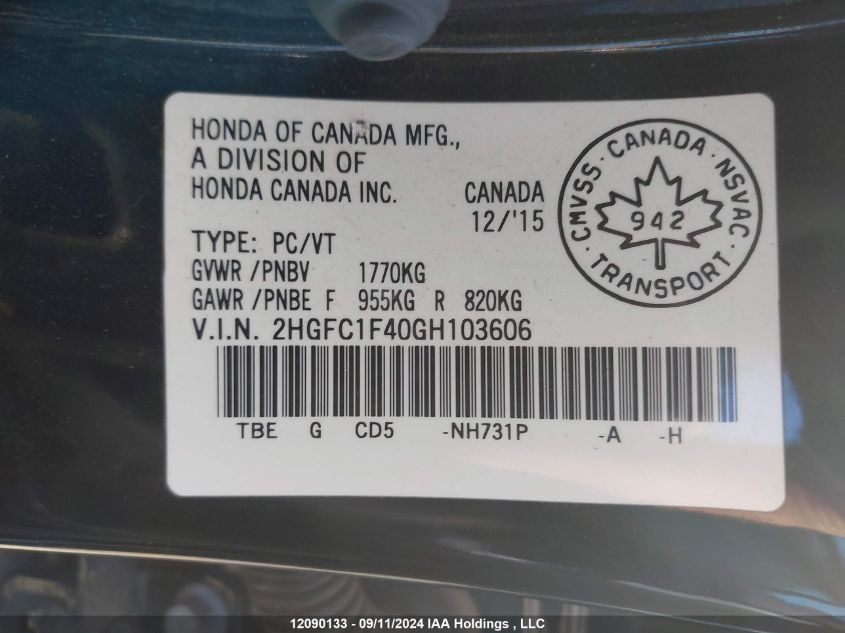 HONDA OF CANADA MFG.,
A DIVISION OF
HONDA CANADA INC. CANADA
12/'15
TYPE: PC/VT
GVWR /PNBV 1770KG
GAWR /PNBE F 955KG R 820KG
V.I.N. 2HGFC1F40GH103606
TBE G CD5 -NH731P -A -H
CMVSS · CANADA · NSVAC · TRANSPORT ·
942
12090133 - 09/11/2024 IAA Holdings , LLC